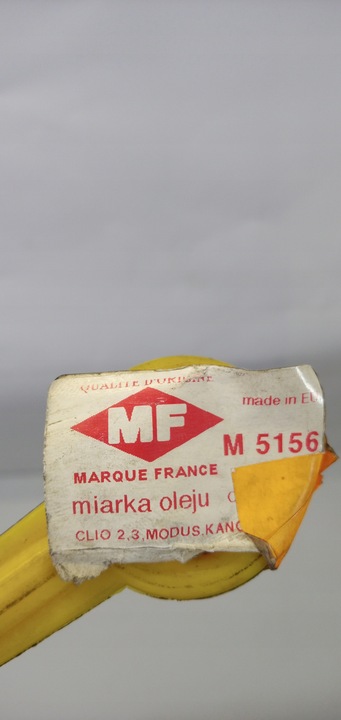 QUALITE D'ORIGINE
MF
made in EU
M 5156
MARQUE FRANCE
miarka oleju
CLIO 2,3,MODUS,KANG